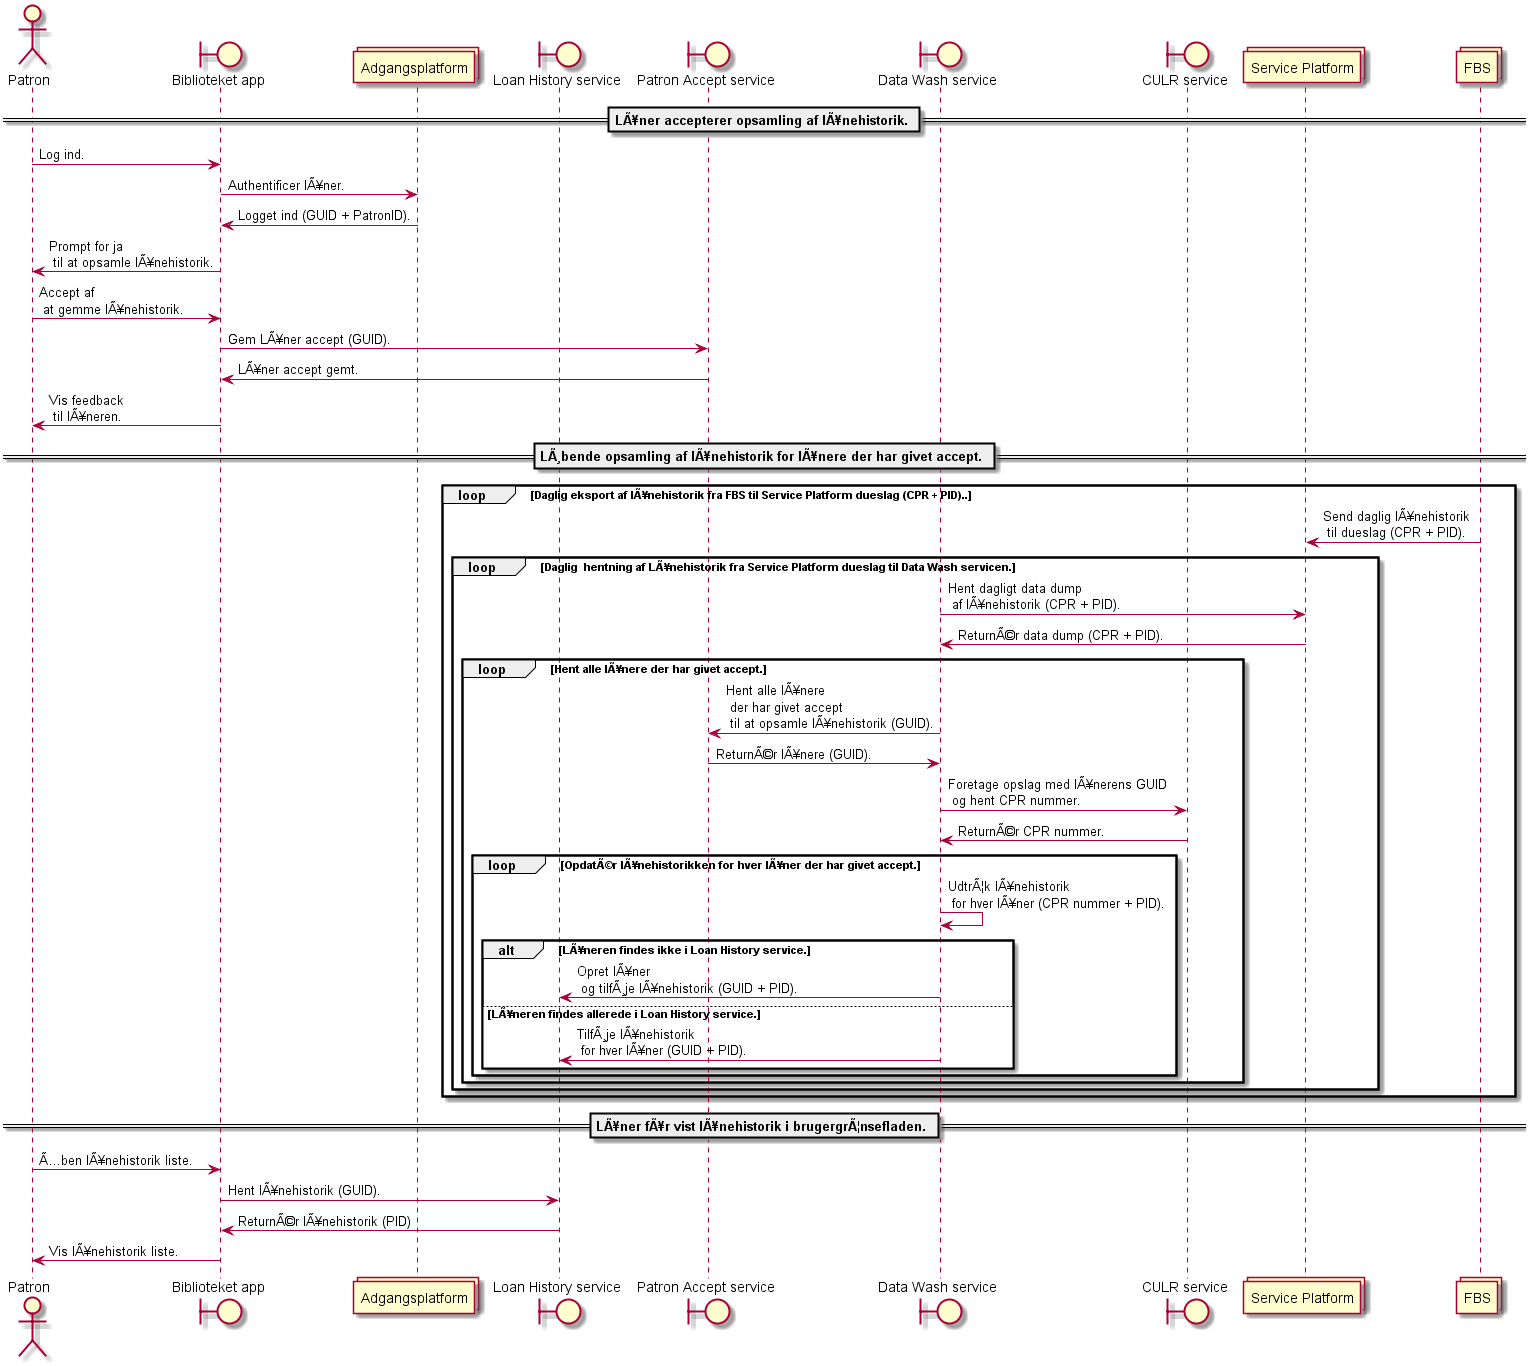 Patron
Biblioteket app
Adgangsplatform
Loan History service
Patron Accept service
Data Wash service
CULR service
Service Platform
FBS
LÃ¥ner accepterer opsamling af lÃ¥nehistorik.
Log ind.
Authentificer lÃ¥ner.
Logget ind (GUID + PatronID).
Prompt for ja
til at opsamle lÃ¥nehistorik.
Accept af
at gemme lÃ¥nehistorik.
Gem LÃ¥ner accept (GUID).
LÃ¥ner accept gemt.
Vis feedback
til lÃ¥neren.
LÃ¸bende opsamling af lÃ¥nehistorik for lÃ¥nere der har givet accept.
loop [Daglig eksport af lÃ¥nehistorik fra FBS til Service Platform dueslag (CPR + PID)..]
Send daglig lÃ¥nehistorik
til dueslag (CPR + PID).
loop [Daglig  hentning af LÃ¥nehistorik fra Service Platform dueslag til Data Wash servicen.]
Hent dagligt data dump
af lÃ¥nehistorik (CPR + PID).
ReturnÃ©r data dump (CPR + PID).
loop [Hent alle lÃ¥nere der har givet accept.]
Hent alle lÃ¥nere
der har givet accept
til at opsamle lÃ¥nehistorik (GUID).
ReturnÃ©r lÃ¥nere (GUID).
Foretage opslag med lÃ¥nerens GUID
og hent CPR nummer.
ReturnÃ©r CPR nummer.
loop [OpdatÃ©r lÃ¥nehistorikken for hver lÃ¥ner der har givet accept.]
UdtrÃ¦k lÃ¥nehistorik
for hver lÃ¥ner (CPR nummer + PID).
alt [LÃ¥neren findes ikke i Loan History service.]
Opret lÃ¥ner
og tilfÃ¸je lÃ¥nehistorik (GUID + PID).
[LÃ¥neren findes allerede i Loan History service.]
TilfÃ¸je lÃ¥nehistorik
for hver lÃ¥ner (GUID + PID).
LÃ¥ner fÃ¥r vist lÃ¥nehistorik i brugergrÃ¦nsefladen.
Ã…ben lÃ¥nehistorik liste.
Hent lÃ¥nehistorik (GUID).
ReturnÃ©r lÃ¥nehistorik (PID)
Vis lÃ¥nehistorik liste.
Patron
Biblioteket app
Adgangsplatform
Loan History service
Patron Accept service
Data Wash service
CULR service
Service Platform
FBS